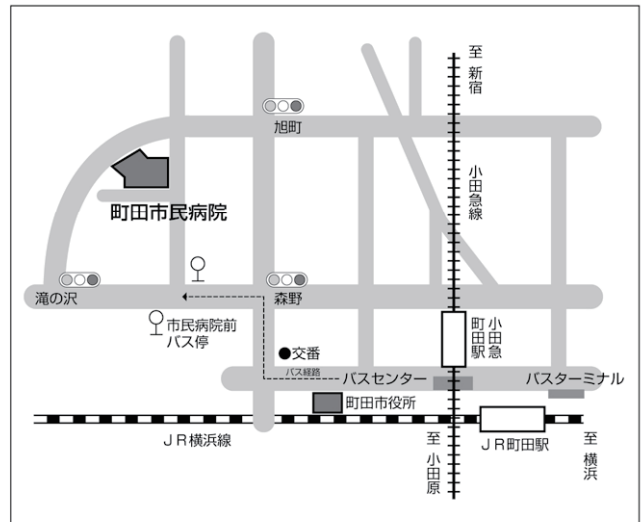 至 新宿
旭町
小田急線
町田市民病院
滝の沢
森野
市民病院前
バス停
小田急
町田駅
●交番
バス経路
バスセンター
バスターミナル
町田市役所
JR横浜線
至 小田原
JR町田駅
至 横浜